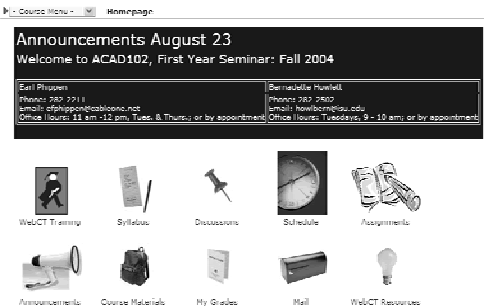 - Course Menu - Homepage
Announcements August 23
Welcome to ACAD102, First Year Seminar: Fall 2004
Earl Phippen Bernadette Howlett
Phone: 282 2211 Phone: 282 2502
Email: efphippen@cableone.net Email: howlbern@isu.edu
Office Hours: 11 am -12 pm, Tues. & Thurs.; or by appointment Office Hours: Tuesdays, 9 - 10 am; or by appointment
WebCT Training Syllabus Discussions Schedule Assignments
Announcements Course Materials My Grades Mail WebCT Resources